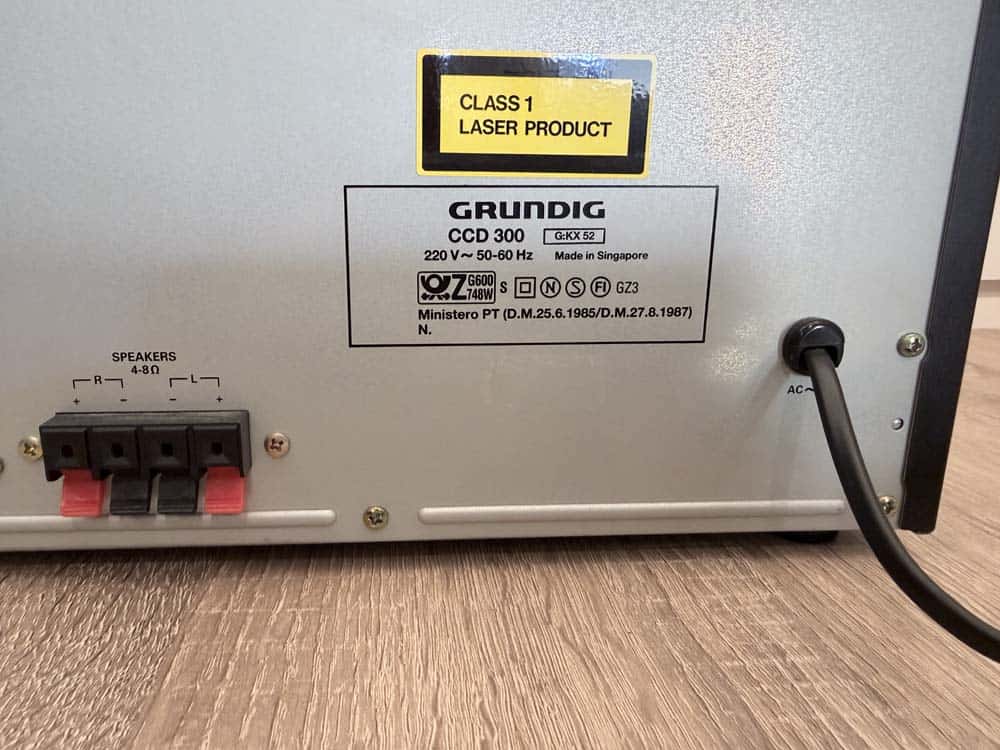 CLASS 1
LASER PRODUCT
GRUNDIG
CCD 300 G:KX 52
220 V~ 50-60 Hz Made in Singapore
Z G600 748W S N S FI GZ3
Ministero PT (D.M.25.6.1985/D.M.27.8.1987)
N.
SPEAKERS
4-8Ω
R L
+ − − +
AC~